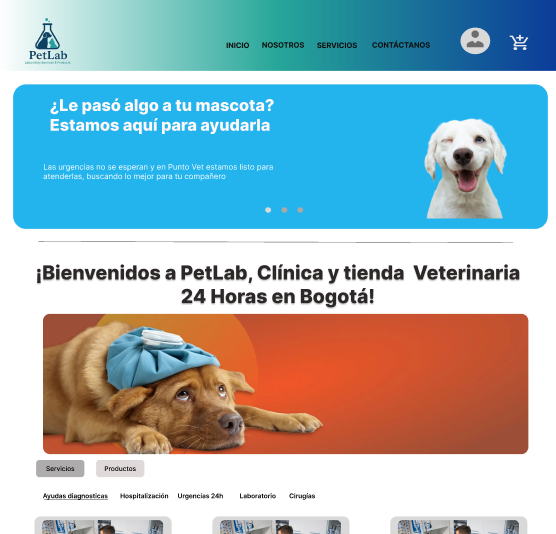 PetLab
INICIO
NOSOTROS
SERVICIOS
CONTÁCTANOS
¿Le pasó algo a tu mascota?
Estamos aquí para ayudarla
Las urgencias no se esperan y en Punto Vet estamos listo para
atenderlas, buscando lo mejor para tu compañero
¡Bienvenidos a PetLab, Clínica y tienda Veterinaria
24 Horas en Bogotá!
Servicios
Productos
Ayudas diagnosticas
Hospitalización
Urgencias 24h
Laboratorio
Cirugías